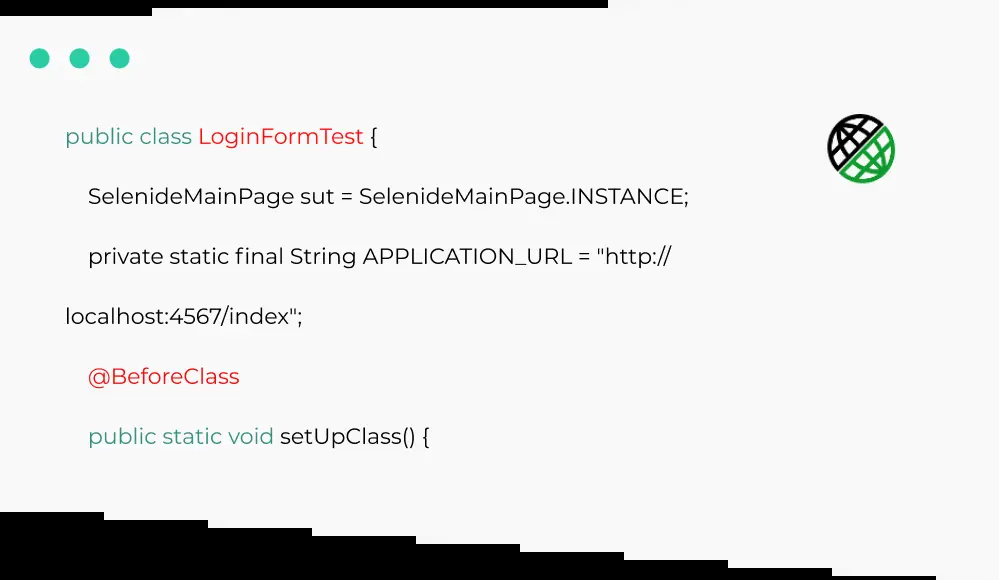 public class LoginFormTest {
SelenideMainPage sut = SelenideMainPage.INSTANCE;
private static final String APPLICATION_URL = "http://
localhost:4567/index";
@BeforeClass
public static void setUpClass() {